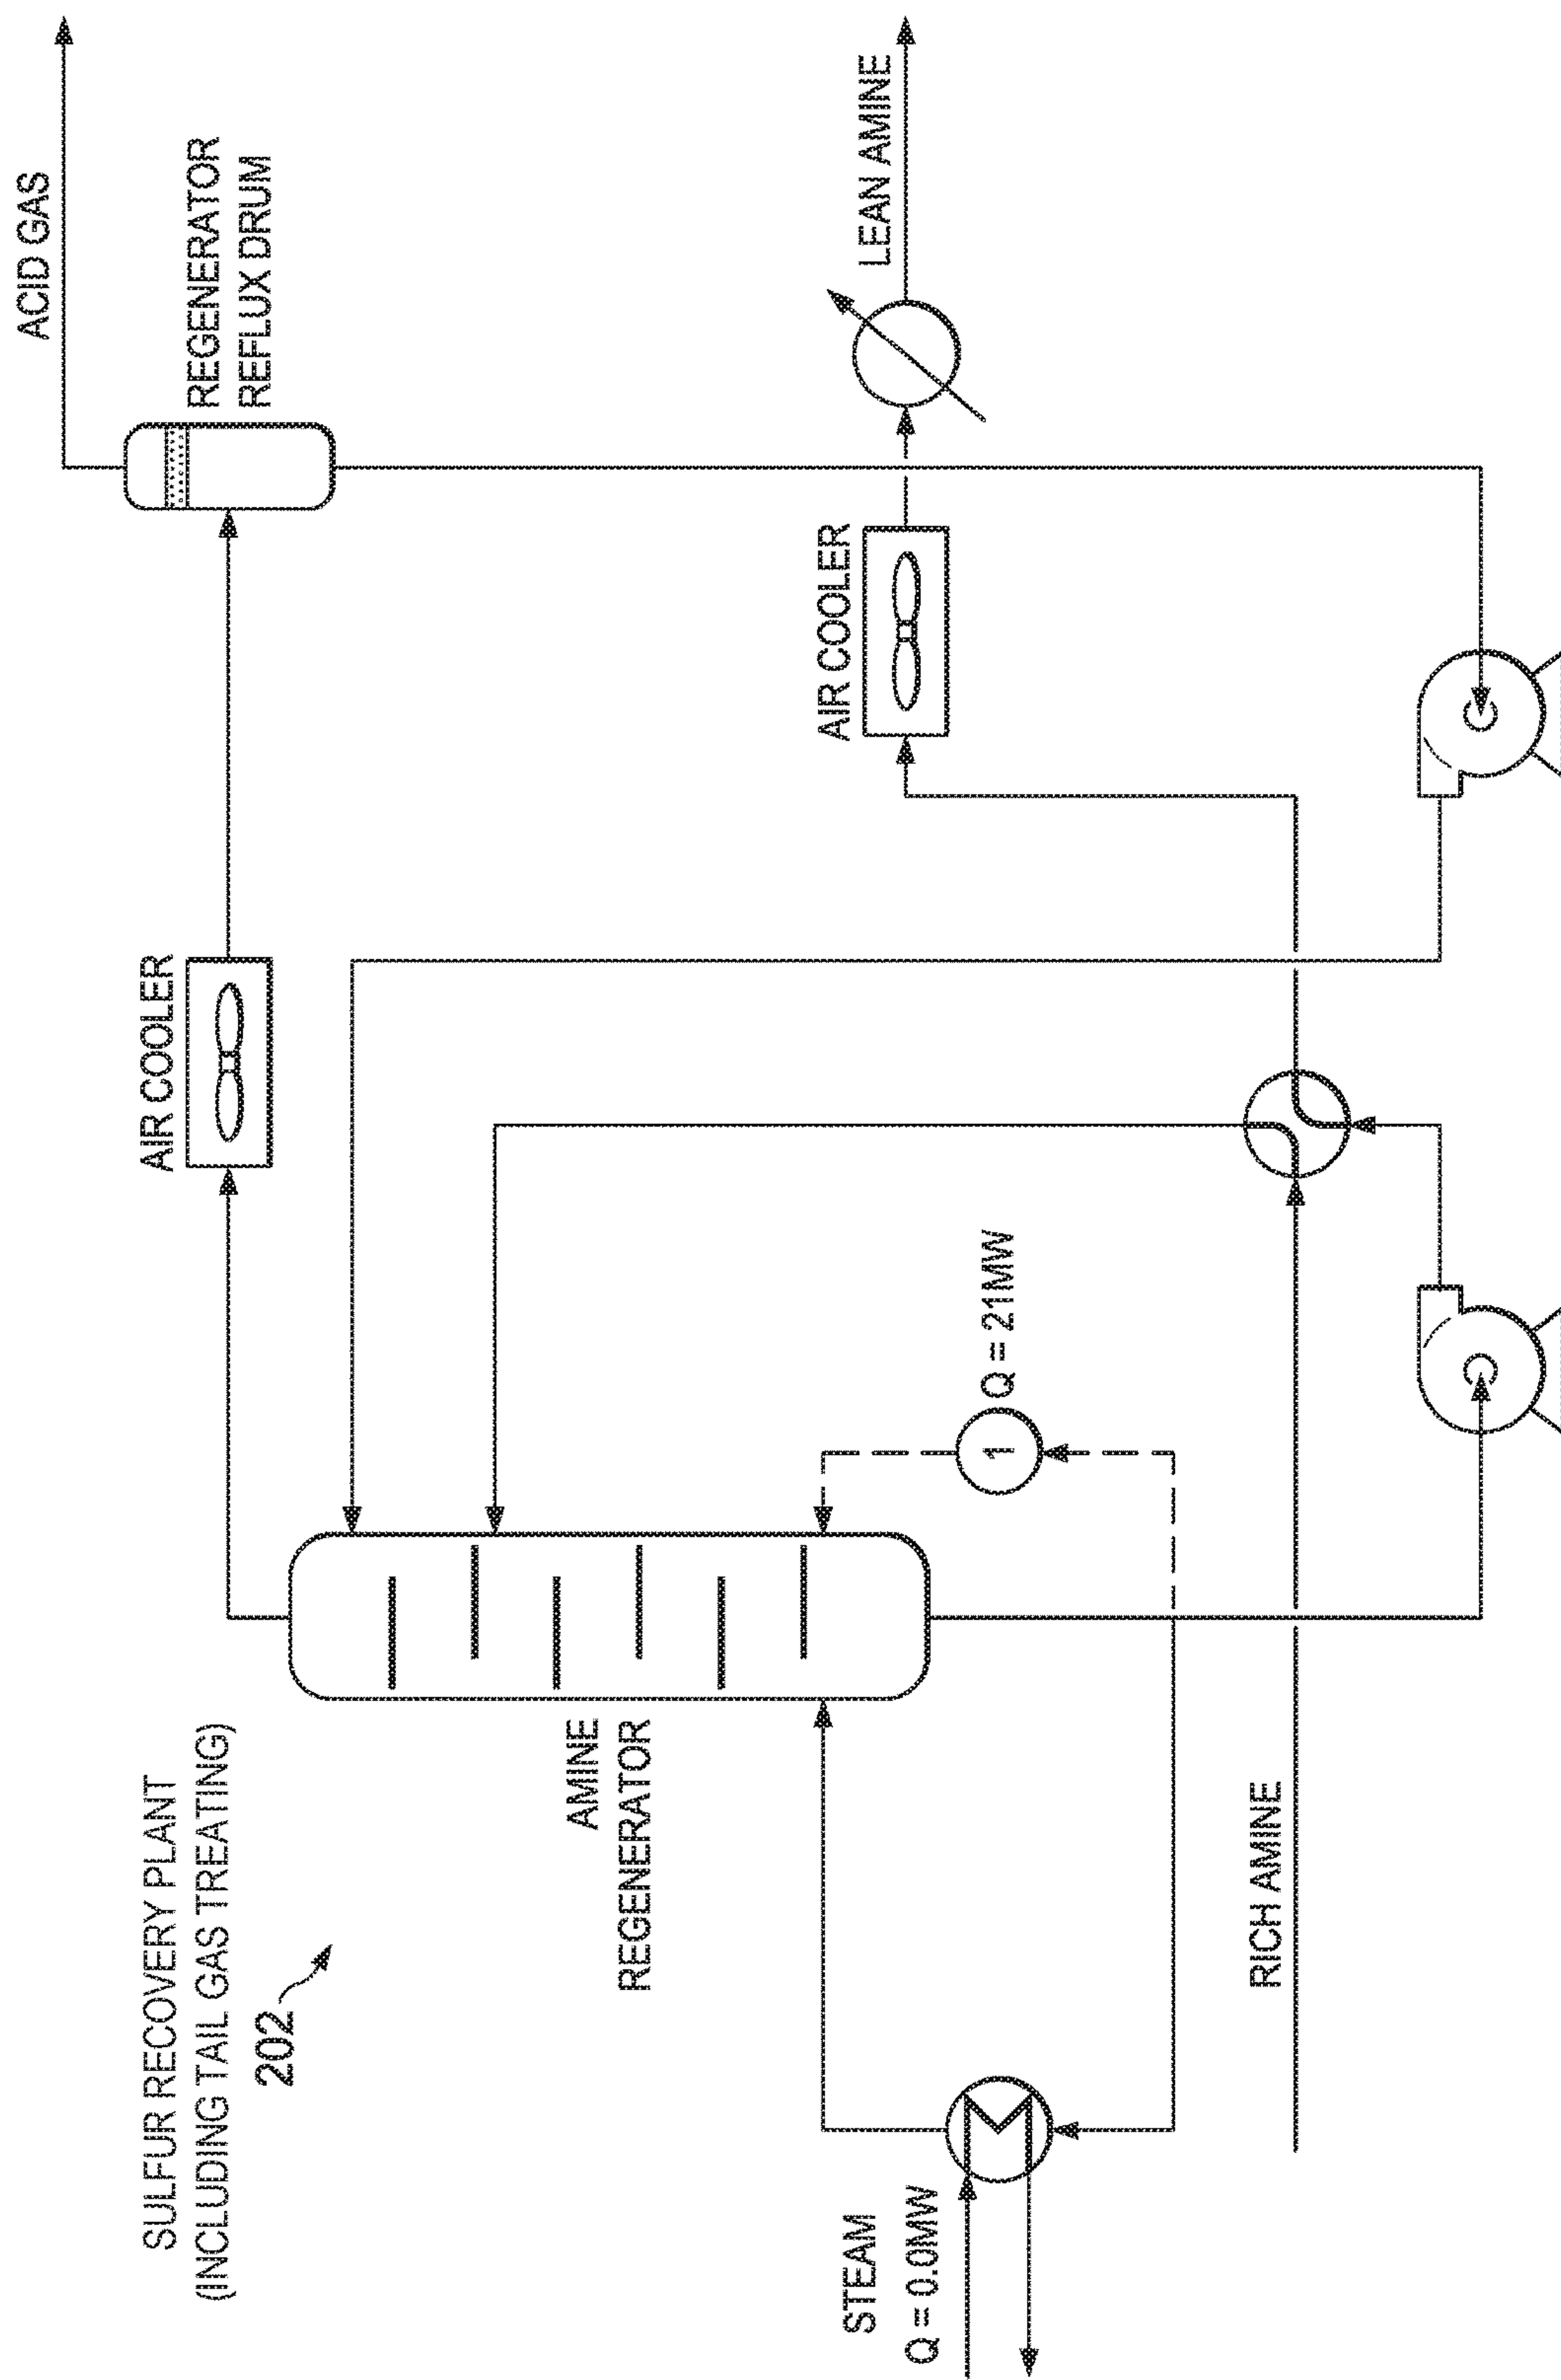 SULFUR RECOVERY PLANT
(INCLUDING TAIL GAS TREATING)
202
ACID GAS
AIR COOLER
REGENERATOR
REFLUX DRUM
AMINE
REGENERATOR
AIR COOLER
LEAN AMINE
STEAM
Q = 0.0MW
1
Q = 21MW
RICH AMINE